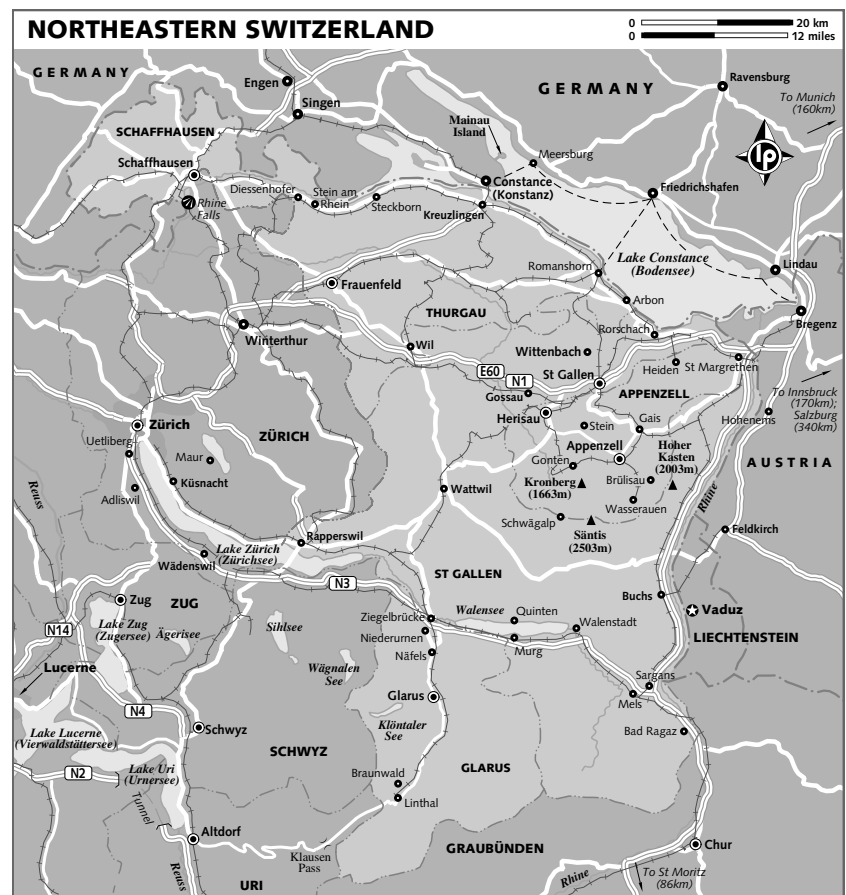 NORTHEASTERN SWITZERLAND
0 20 km
0 12 miles
GERMANY
GERMANY
Engen
Ravensburg
To Munich
(160km)
Singen
SCHAFFHAUSEN
Mainau
Island
lp
Schaffhausen
Meersburg
Diessenhofer
Stein am
Rhein
Steckborn
Constance
(Konstanz)
Friedrichshafen
Rhine
Falls
Kreuzlingen
Lake Constance
(Bodensee)
Romanshorn
Lindau
Frauenfeld
Arbon
THURGAU
Bregenz
Rorschach
Winterthur
Wil
Wittenbach
Heiden
St Margrethen
E60
N1
St Gallen
Gossau
APPENZELL
To Innsbruck
(170km);
Salzburg
(340km)
Herisau
Hohenems
Zürich
Stein
Gais
ZÜRICH
Uetliberg
Maur
Appenzell
Hoher
Kasten
(2003m)
AUSTRIA
Gonten
Küsnacht
Adliswil
Wattwil
Kronberg
(1663m)
Brülisau
Reuss
Rhine
Wasserauen
Schwägalp
Säntis
(2503m)
Feldkirch
Rapperswil
Lake Zürich
(Zürichsee)
Wädenswil
ST GALLEN
N3
Zug
ZUG
Buchs
Vaduz
Ziegelbrücke
Walensee
Quinten
Lake Zug
(Zugersee)
Ägerisee
Sihlsee
Niederurnen
Walenstadt
LIECHTENSTEIN
N14
Murg
Näfels
Lucerne
Wägnalen
See
Sargans
Glarus
Mels
N4
Schwyz
Klöntaler
See
Bad Ragaz
Lake Lucerne
(Vierwaldstättersee)
SCHWYZ
GLARUS
N2
Lake Uri
(Urnersee)
Braunwald
Linthal
Tunnel
Altdorf
Klausen
Pass
GRAUBÜNDEN
Chur
Reuss
URI
Rhine
To St Moritz
(86km)